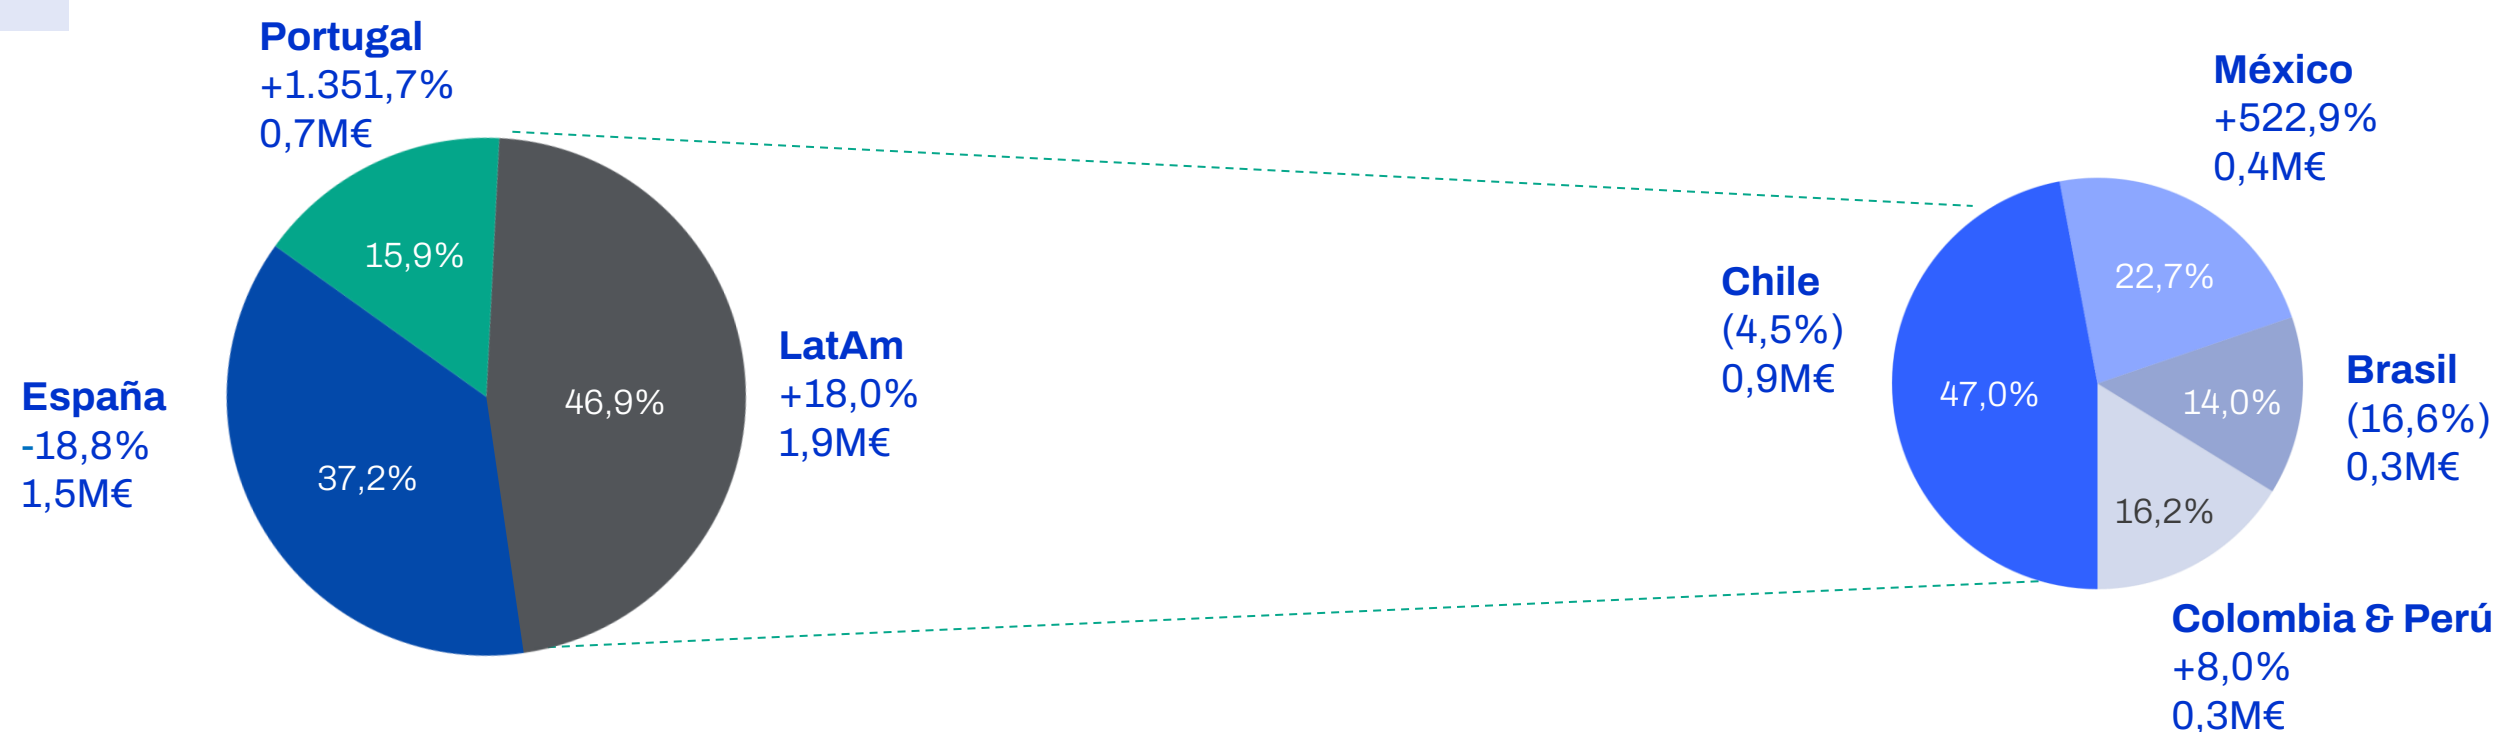 Portugal
+1.351,7%
0,7M€
15,9%
España
-18,8%
1,5M€
37,2%
46,9%
LatAm
+18,0%
1,9M€
Chile
(4,5%)
0,9M€
47,0%
México
+522,9%
0,4M€
22,7%
Brasil
(16,6%)
0,3M€
14,0%
16,2%
Colombia & Perú
+8,0%
0,3M€